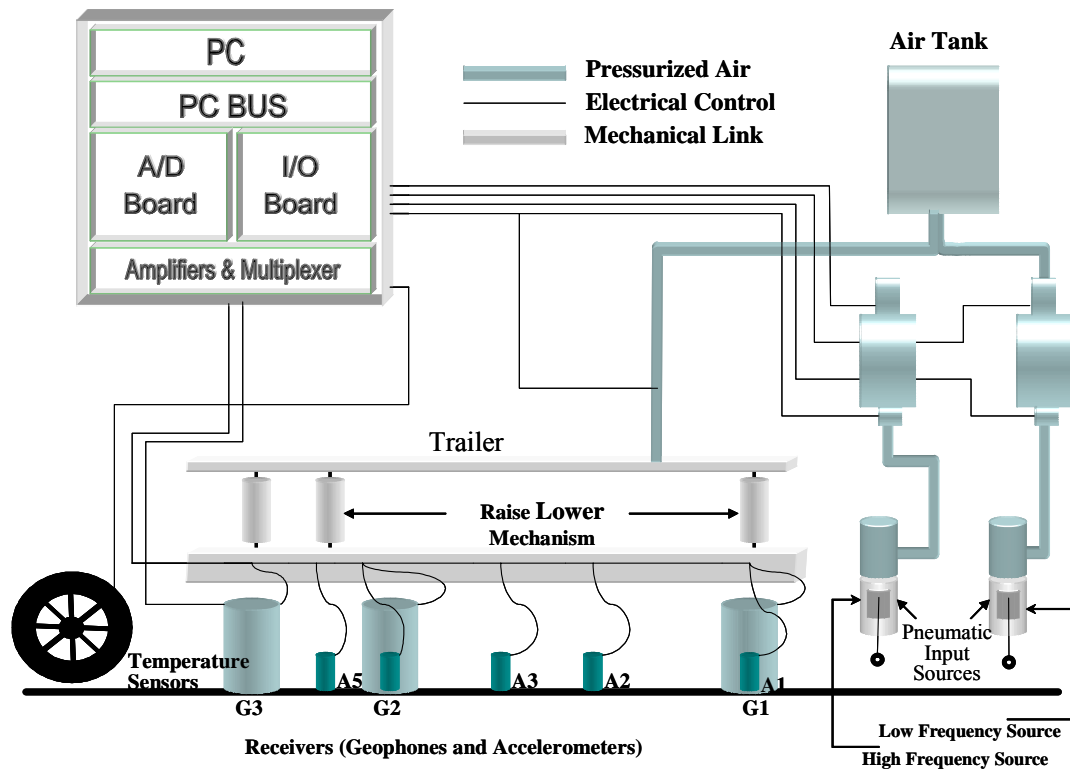 PC
PC BUS
A/D
Board
I/O
Board
Amplifiers & Multiplexer
Pressurized Air
Electrical Control
Mechanical Link
Air Tank
Trailer
Raise Lower
Mechanism
Pneumatic
Input
Sources
Temperature
Sensors
A5
A3
A2
A1
G3
G2
G1
Low Frequency Source
High Frequency Source
Receivers (Geophones and Accelerometers)